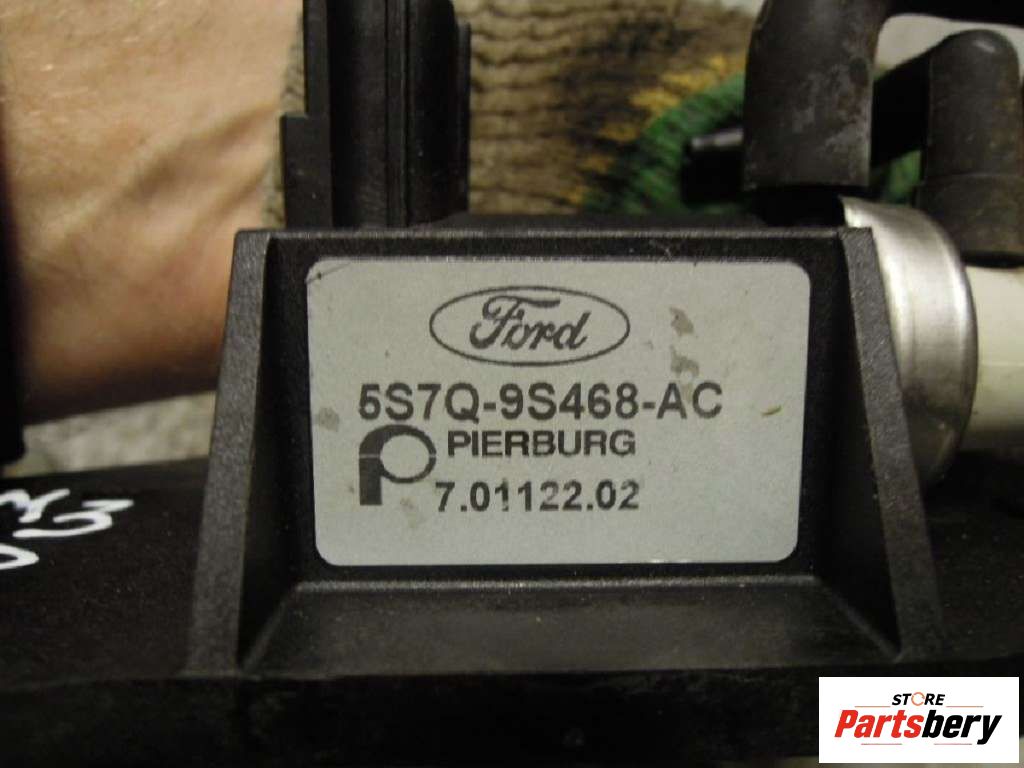 Ford
5S7Q-9S468-AC
PIERBURG
7.01122.02
STORE
Partsbery